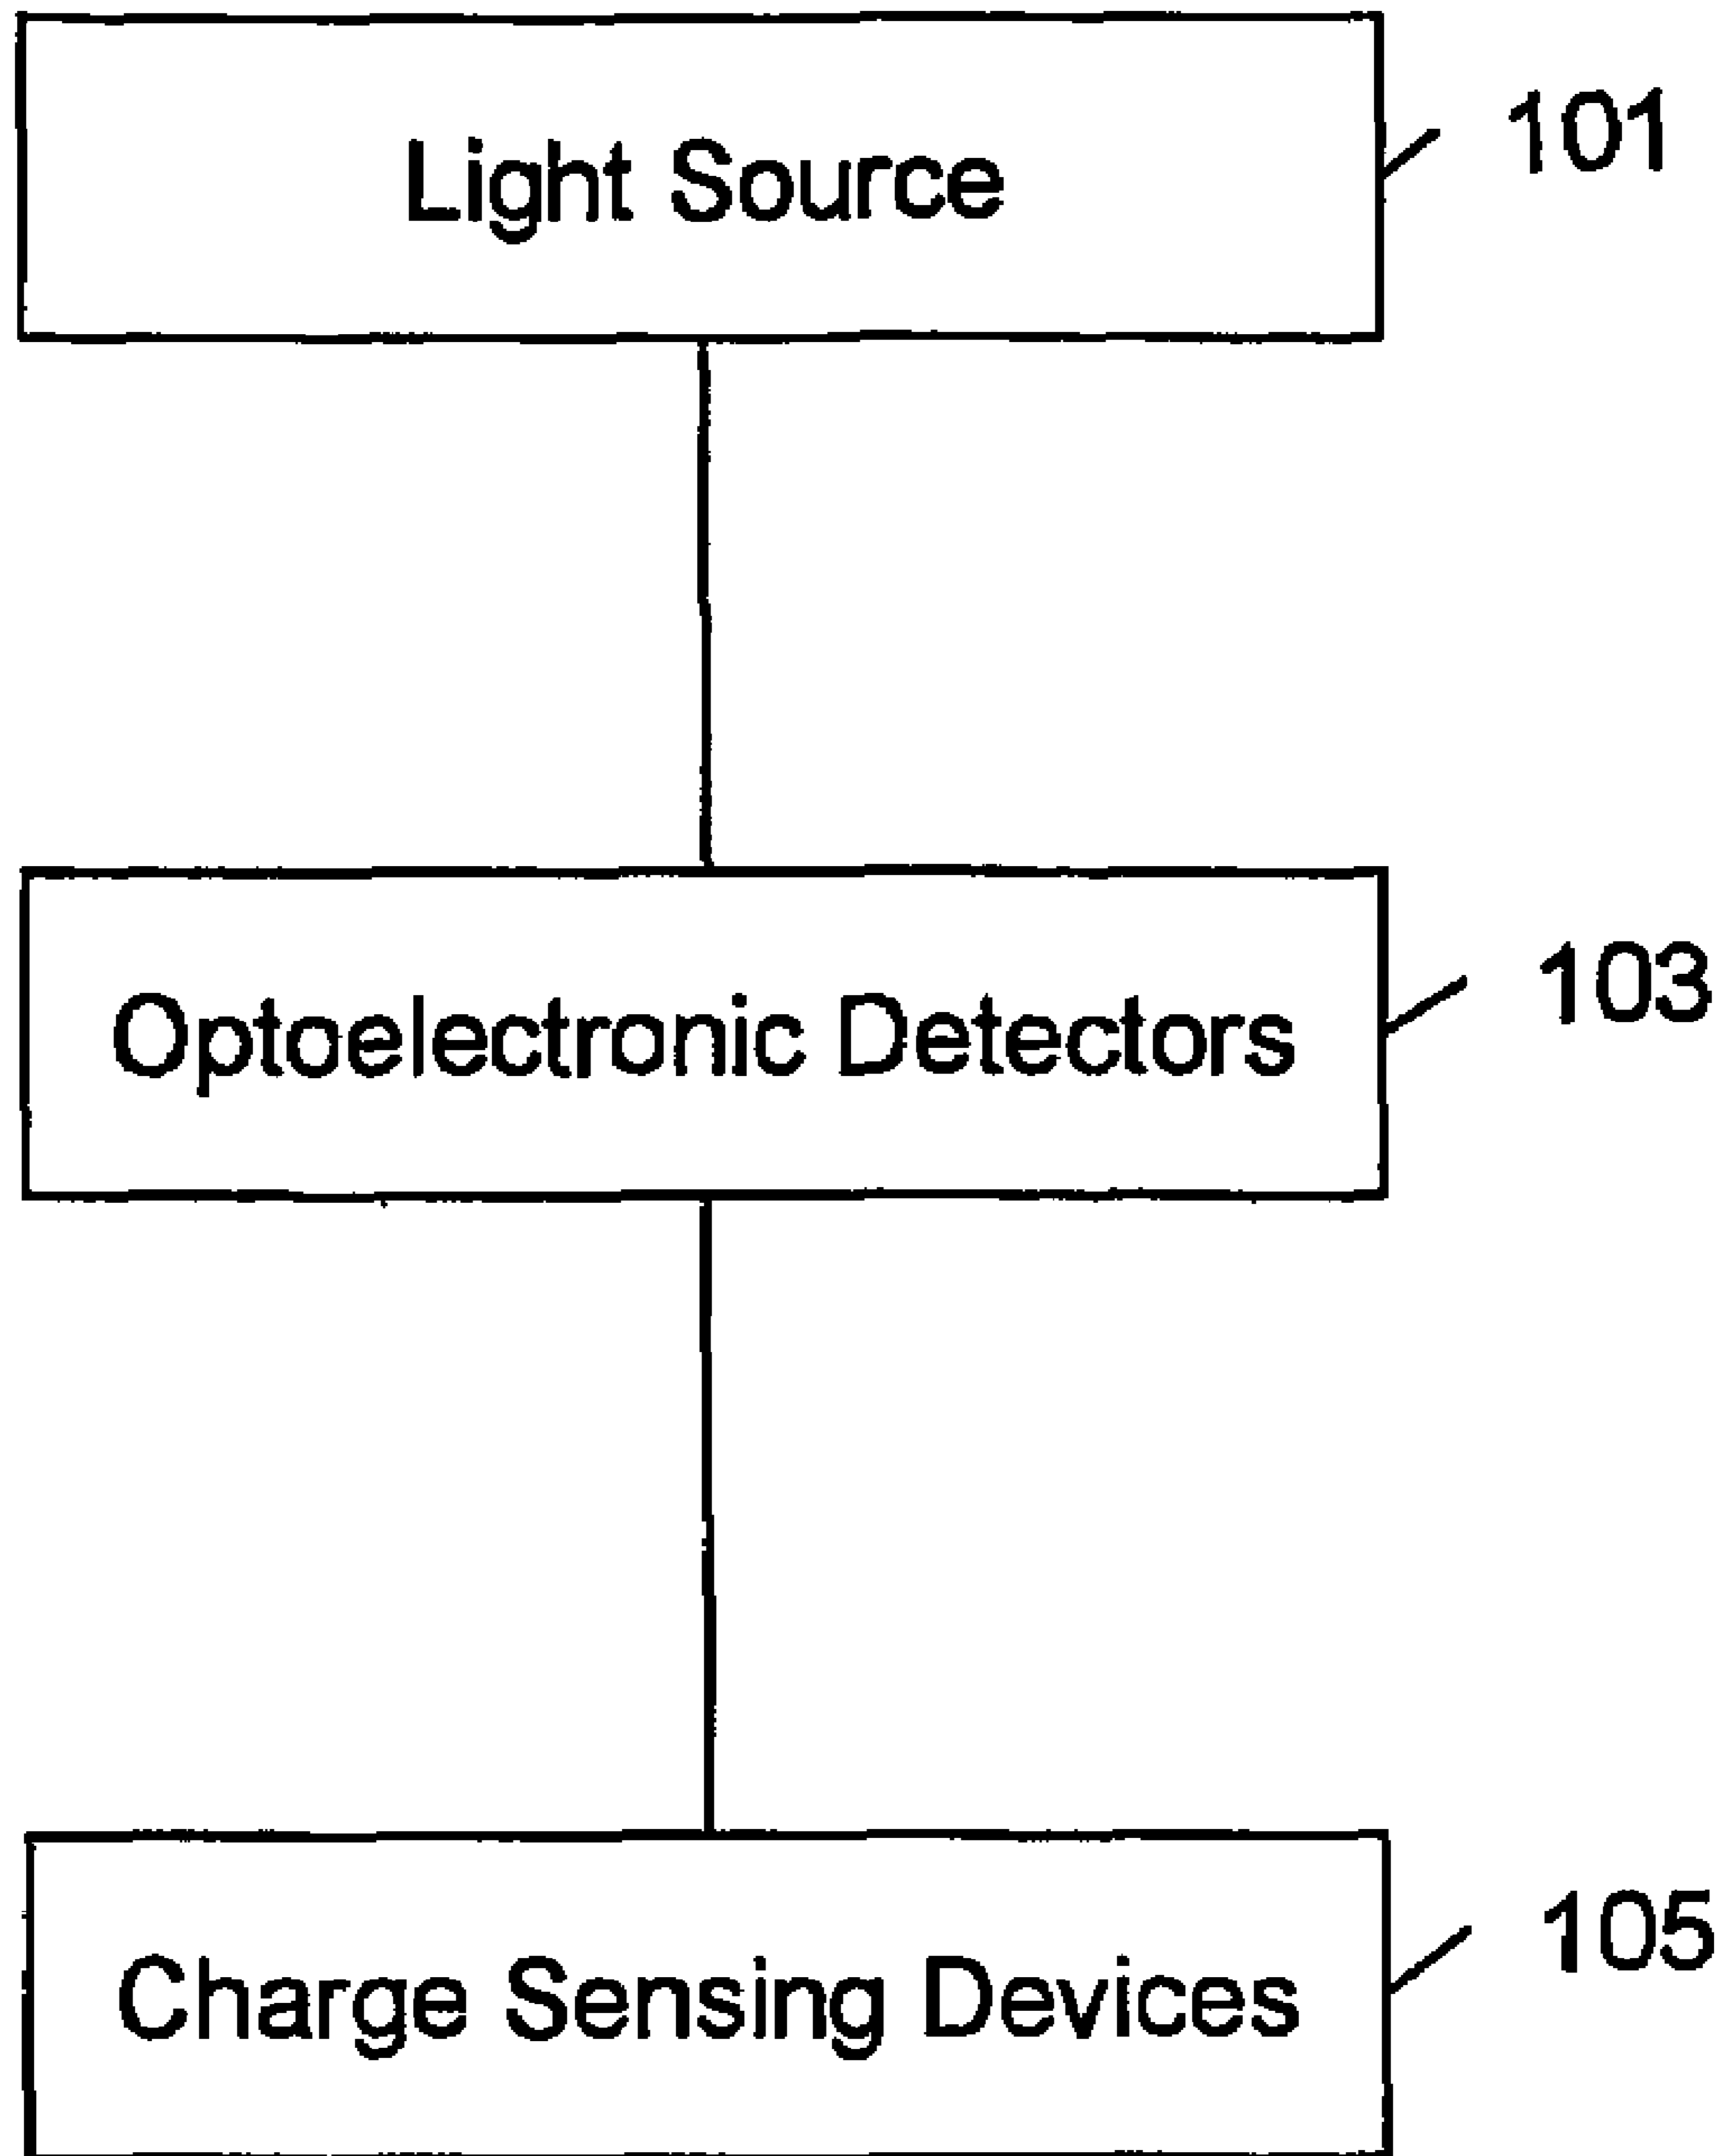 Light Source
101
Optoelectronic Detectors
103
Charge Sensing Devices
105